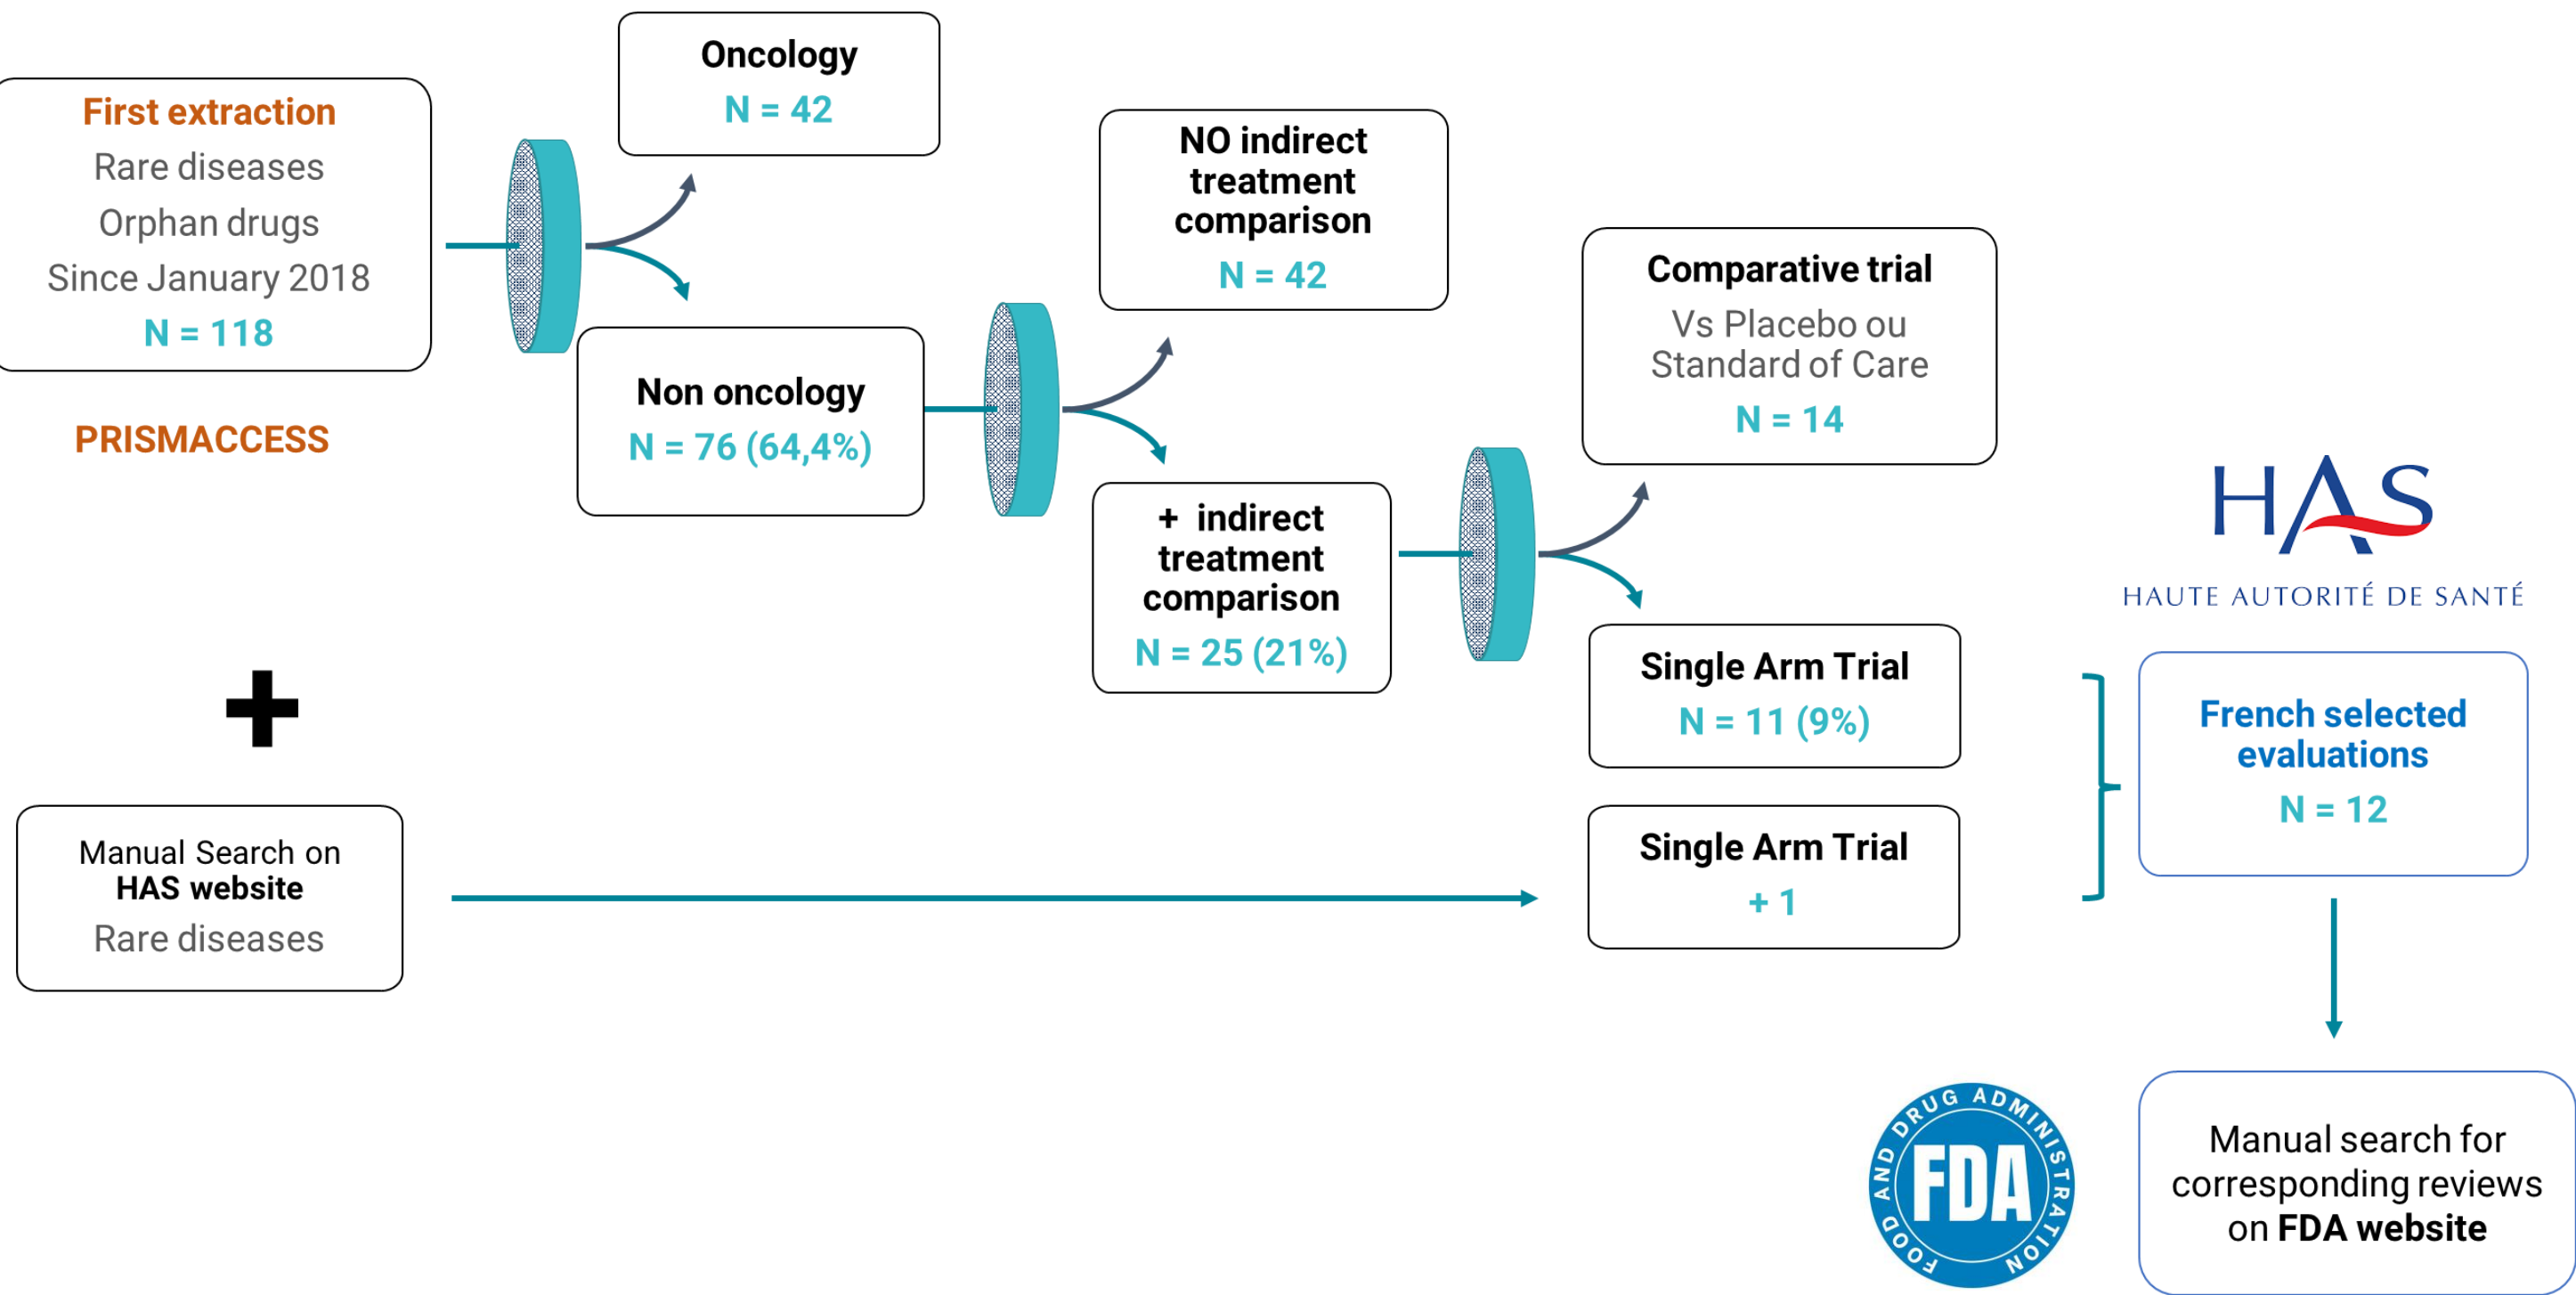 First extraction
Rare diseases
Orphan drugs
Since January 2018
N = 118
PRISMACCESS
Oncology
N = 42
Non oncology
N = 76 (64,4%)
NO indirect
treatment
comparison
N = 42
+ indirect
treatment
comparison
N = 25 (21%)
Comparative trial
Vs Placebo ou
Standard of Care
N = 14
Single Arm Trial
N = 11 (9%)
+
Manual Search on
HAS website
Rare diseases
Single Arm Trial
+ 1
HAS
HAUTE AUTORITÉ DE SANTÉ
French selected
evaluations
N = 12
FOOD AND DRUG ADMINISTRATION
FDA
Manual search for
corresponding reviews
on FDA website